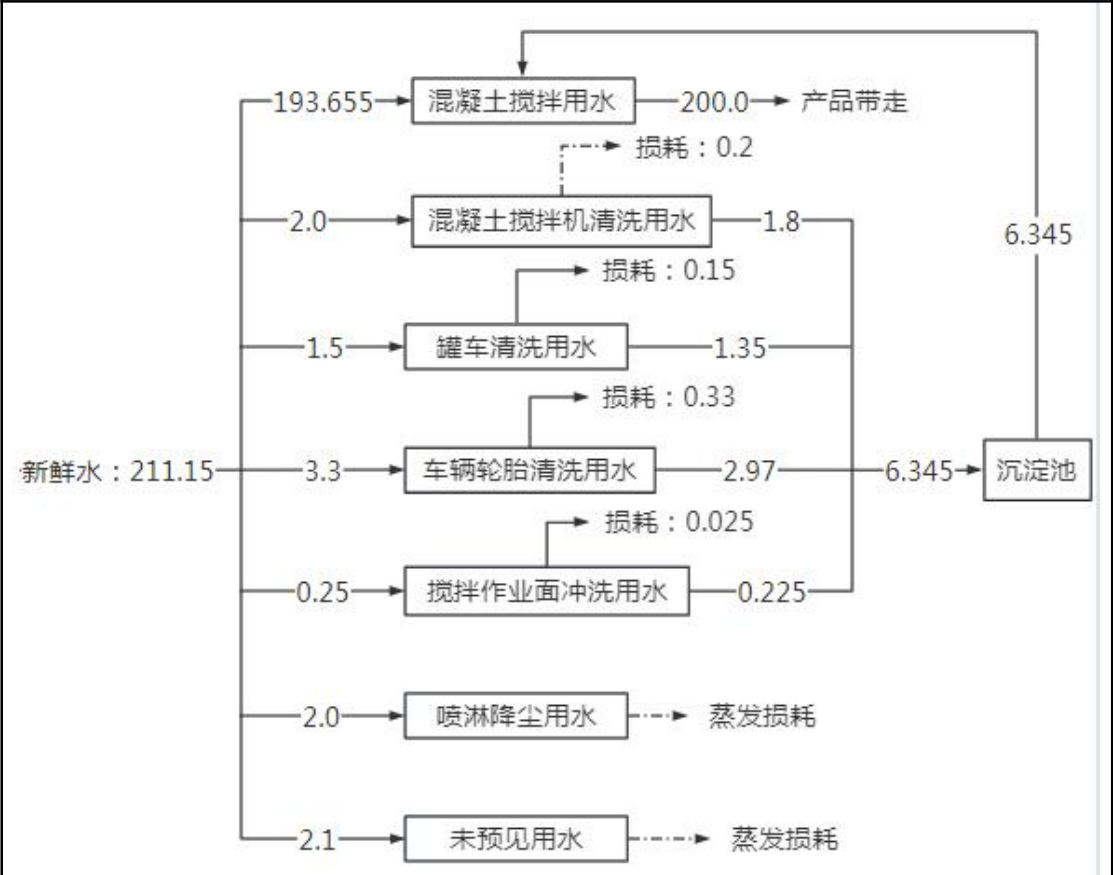 193.655
混凝土搅拌用水
200.0
产品带走
损耗：0.2
2.0
混凝土搅拌机清洗用水
1.8
6.345
损耗：0.15
1.5
罐车清洗用水
1.35
损耗：0.33
新鲜水：211.15
3.3
车辆轮胎清洗用水
2.97
6.345
沉淀池
损耗：0.025
0.25
搅拌作业面冲洗用水
0.225
2.0
喷淋降尘用水
蒸发损耗
2.1
未预见用水
蒸发损耗